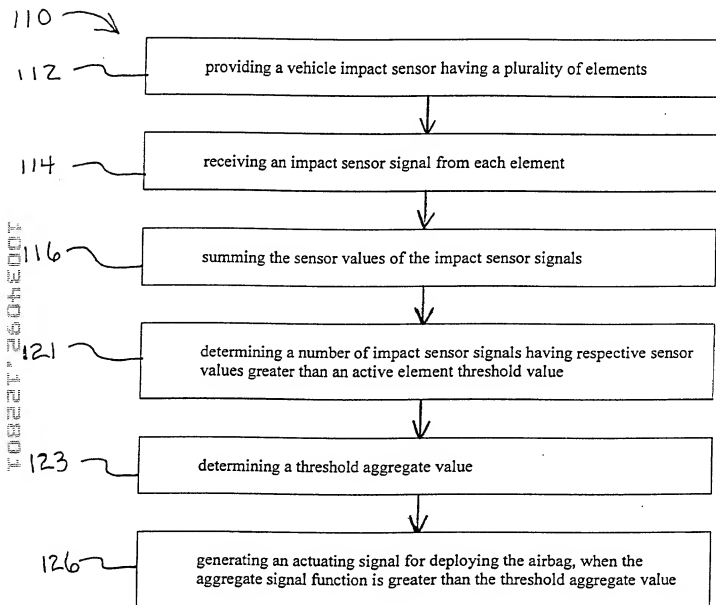 110
112
providing a vehicle impact sensor having a plurality of elements
114
receiving an impact sensor signal from each element
116
summing the sensor values of the impact sensor signals
121
determining a number of impact sensor signals having respective sensor
values greater than an active element threshold value
123
determining a threshold aggregate value
126
generating an actuating signal for deploying the airbag, when the
aggregate signal function is greater than the threshold aggregate value
10034092.122801